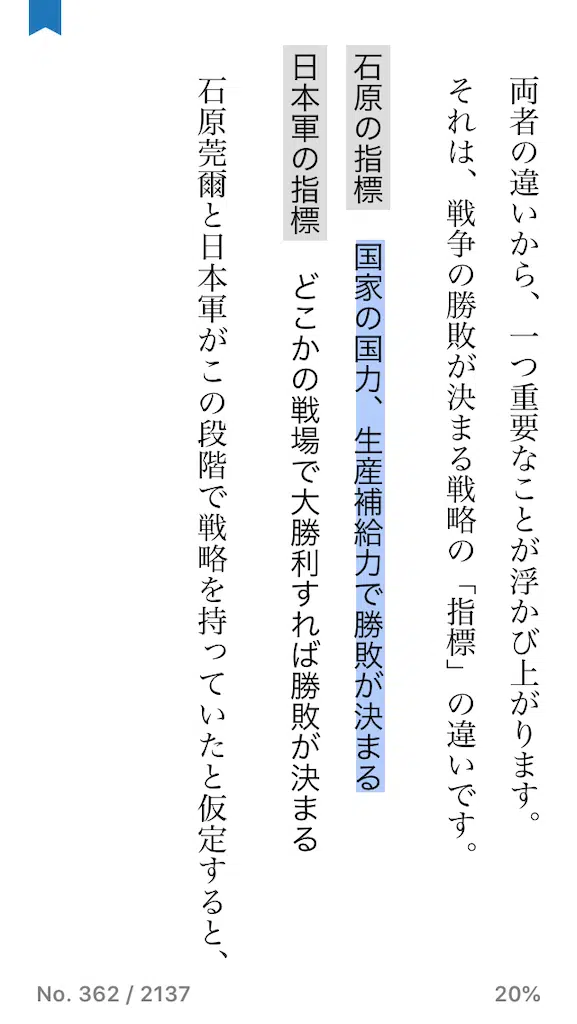 両者の違いから、一つ重要なことが浮かび上がります。
それは、戦争の勝敗が決まる戦略の「指標」の違いです。
石原の指標　国家の国力、生産補給力で勝敗が決まる
日本軍の指標　どこかの戦場で大勝利すれば勝敗が決まる
石原莞爾と日本軍がこの段階で戦略を持っていたと仮定すると、
No. 362 / 2137
20%